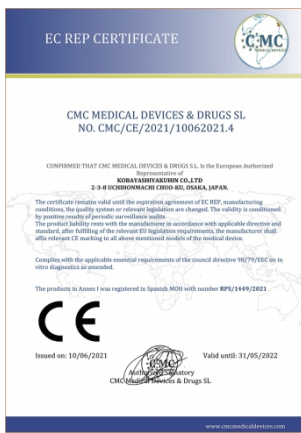 EC REP CERTIFICATE
CMC
MEDICAL DEVICES
CMC MEDICAL DEVICES & DRUGS SL
NO. CMC/CE/2021/10062021.4
CONFIRMED THAT CMC MEDICAL DEVICES & DRUGS S.L. Is the European Authorized
Representative of
KOBAYASHIYAKUHIN CO.,LTD
2-3-8 UCHIHONMACHI CHUO-KU, OSAKA, JAPAN.
The certificate remains valid until the expiration agreement of EC REP, manufacturing
conditions, the quality system or relevant legislation are changed. The validity is conditioned
by positive results of periodic surveillance audits.
The product liability rests with the manufacturer in accordance with applicable directive and
standard, after fulfilling of the relevant EU legislation requirements, the manufacturer shall
affix relevant CE marking to all above mentioned models of the medical device.
Complies with the applicable essential requirements of the council directive 98/79/EEC on in
vitro diagnostics as amended.
The products in Annex I was registered in Spanish MOH with number RPS/1449/2021
CE
Issued on: 10/06/2021
Valid until: 31/05/2022
CMC
Authorized Signatory
CMC Medical Devices & Drugs SL
www.cmcmedicaldevices.com